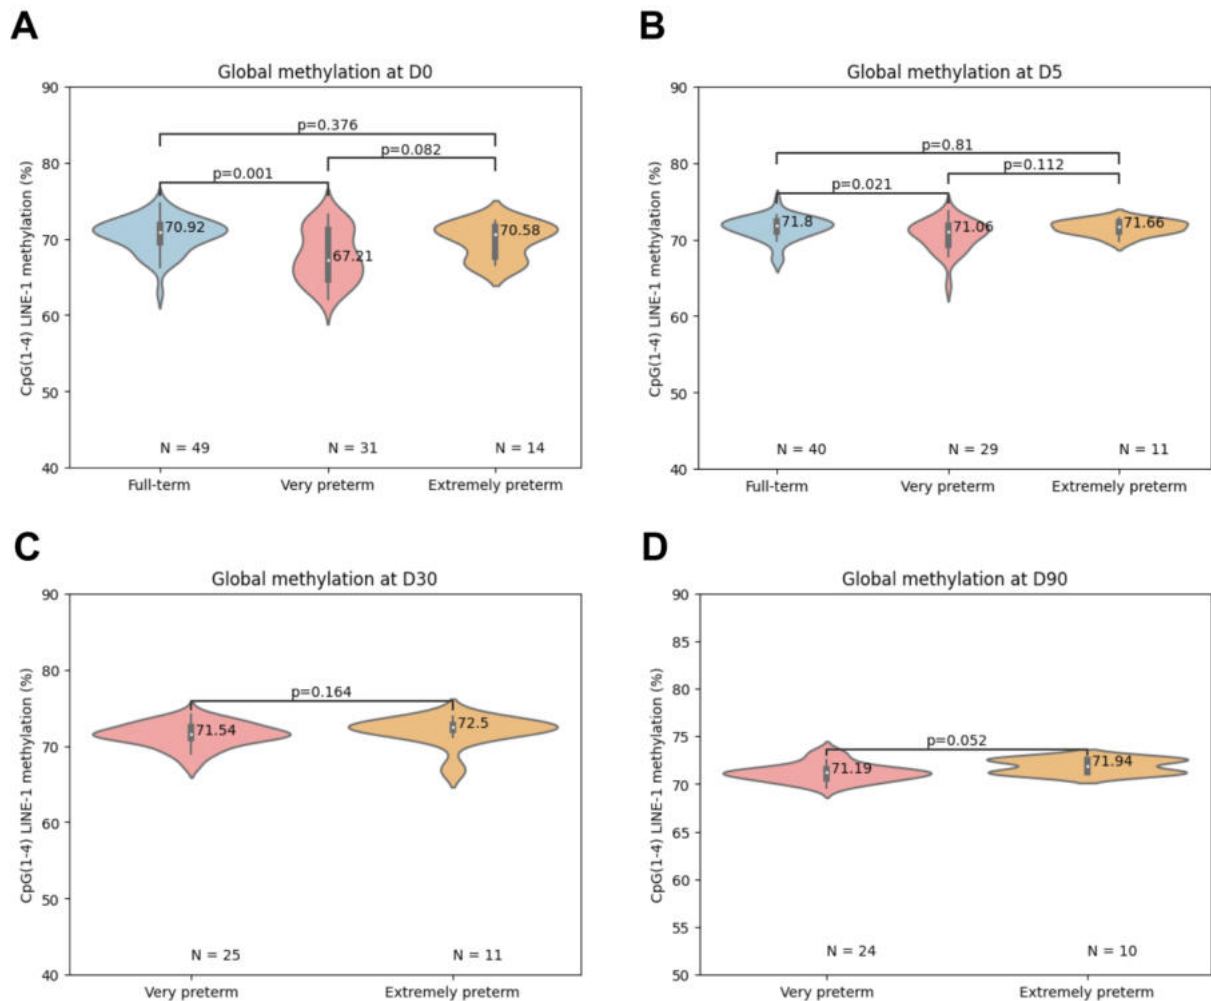 A
Global methylation at D0
CpG(1-4) LINE-1 methylation (%)
90
80
70
60
50
40
p=0.376
p=0.082
p=0.001
70.92
67.21
70.58
N = 49
N = 31
N = 14
Full-term
Very preterm
Extremely preterm
B
Global methylation at D5
CpG(1-4) LINE-1 methylation (%)
90
80
70
60
50
40
p=0.81
p=0.112
p=0.021
71.8
71.06
71.66
N = 40
N = 29
N = 11
Full-term
Very preterm
Extremely preterm
C
Global methylation at D30
CpG(1-4) LINE-1 methylation (%)
90
80
70
60
50
40
p=0.164
71.54
72.5
N = 25
N = 11
Very preterm
Extremely preterm
D
Global methylation at D90
CpG(1-4) LINE-1 methylation (%)
90
85
80
75
70
65
60
55
50
p=0.052
71.19
71.94
N = 24
N = 10
Very preterm
Extremely preterm